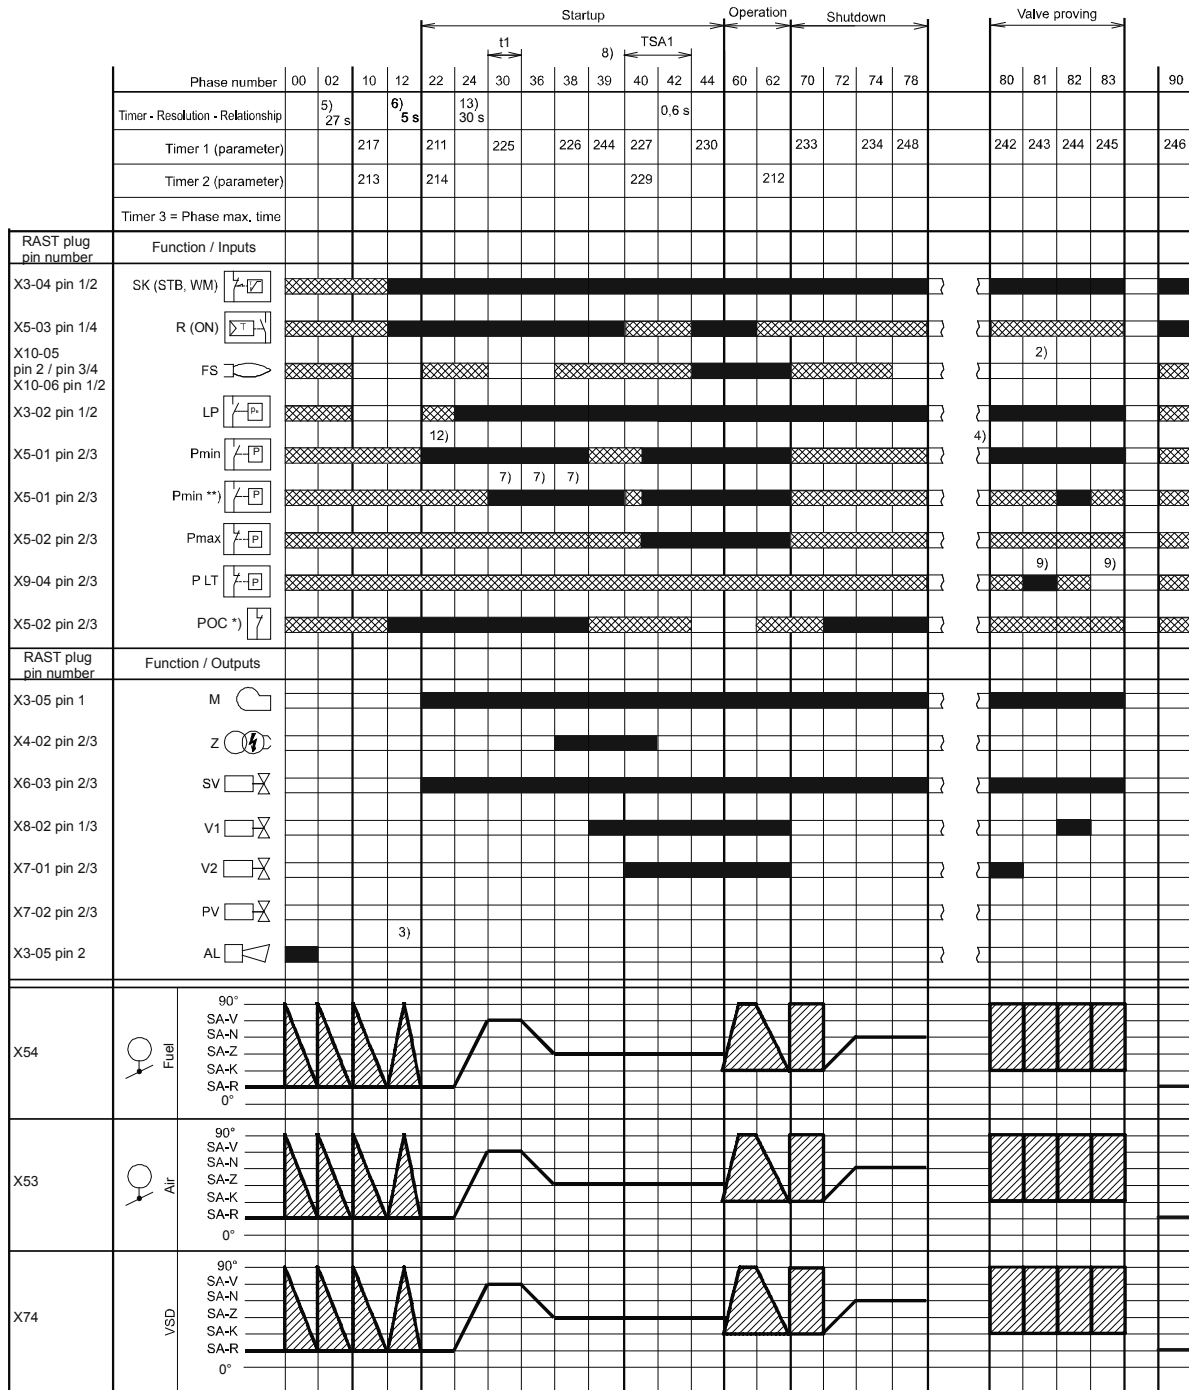 Startup Operation Shutdown Valve proving
t1 8) TSA1
Phase number 00 02 10 12 22 24 30 36 38 39 40 42 44 60 62 70 72 74 78 80 81 82 83 90
Timer - Resolution - Relationship 5) 27 s 6) 5 s 13) 30 s 0,6 s
Timer 1 (parameter) 217 211 225 226 244 227 230 233 234 248 242 243 244 245 246
Timer 2 (parameter) 213 214 229 212
Timer 3 = Phase max. time
RAST plug
pin number
Function / Inputs
X3-04 pin 1/2 SK (STB, WM)
X5-03 pin 1/4 R (ON) T
2)
X10-05
pin 2 / pin 3/4
X10-06 pin 1/2
FS
X3-02 pin 1/2 LP
12) 4)
X5-01 pin 2/3 Pmin P
7) 7) 7)
X5-01 pin 2/3 Pmin **) P
X5-02 pin 2/3 Pmax P
9) 9)
X9-04 pin 2/3 P LT P
X5-02 pin 2/3 POC *)
RAST plug
pin number
Function / Outputs
X3-05 pin 1 M
X4-02 pin 2/3 Z
X6-03 pin 2/3 SV
X8-02 pin 1/3 V1
X7-01 pin 2/3 V2
X7-02 pin 2/3 PV
3)
X3-05 pin 2 AL
X54
Fuel
90°
SA-V
SA-N
SA-Z
SA-K
SA-R
0°
X53
Air
90°
SA-V
SA-N
SA-Z
SA-K
SA-R
0°
X74
VSD
90°
SA-V
SA-N
SA-Z
SA-K
SA-R
0°